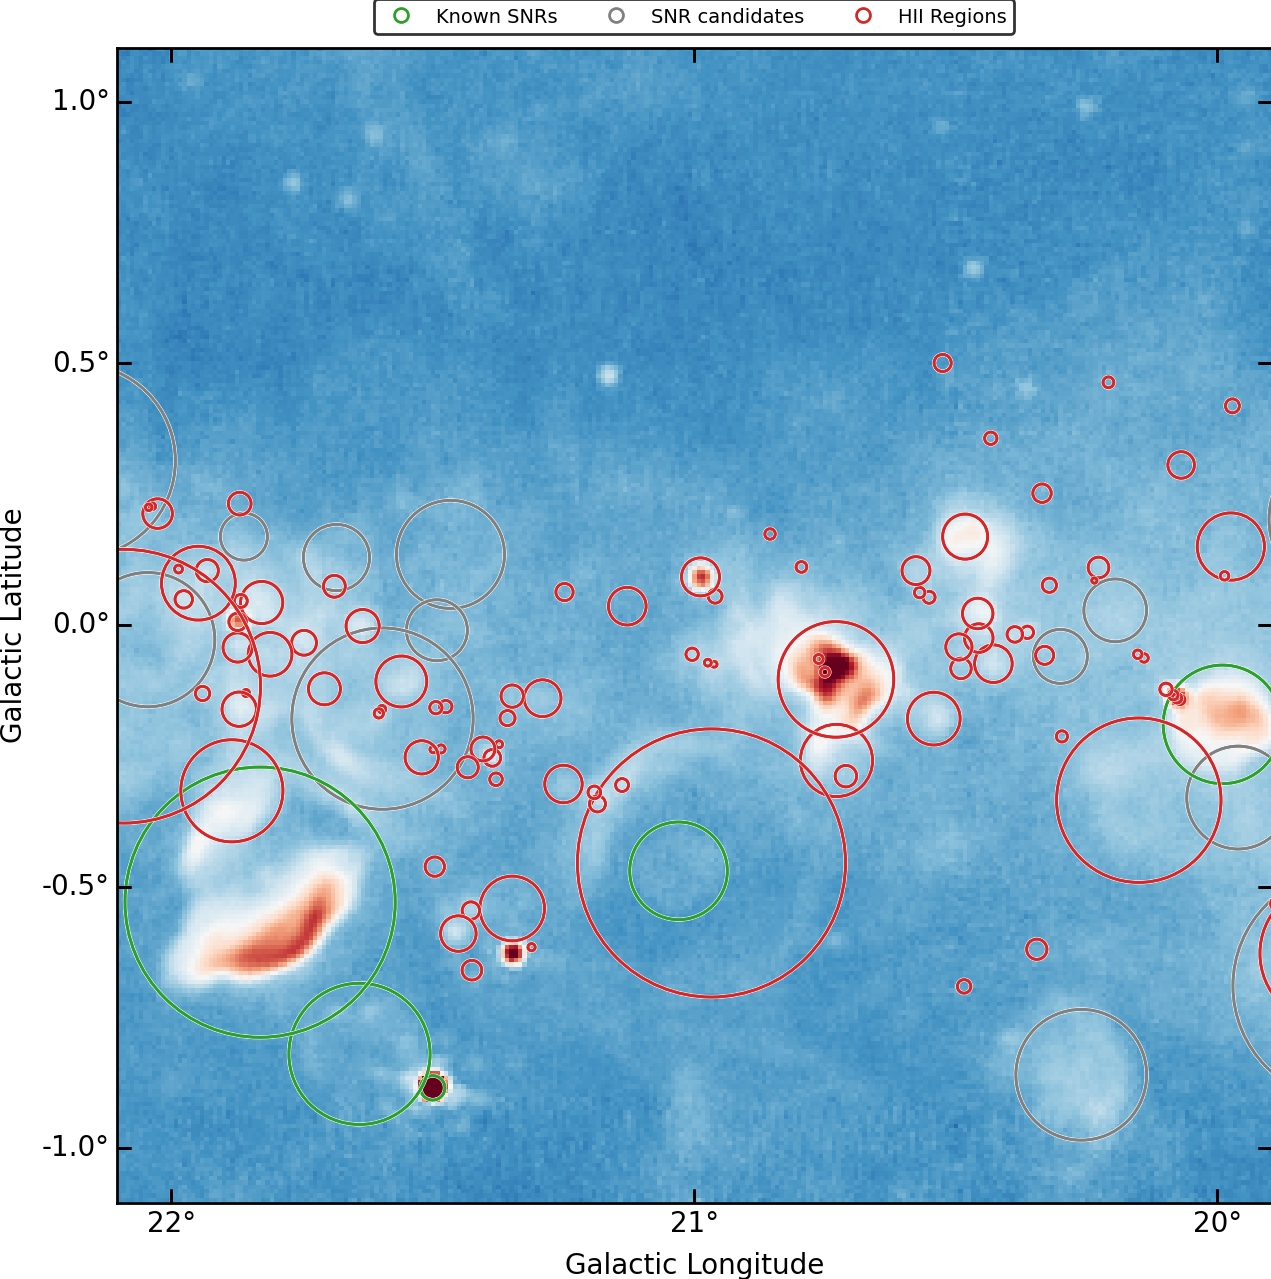 Known SNRs SNR candidates HII Regions
1.0°
0.5°
0.0°
-0.5°
-1.0°
Galactic Latitude
22° 21° 20°
Galactic Longitude